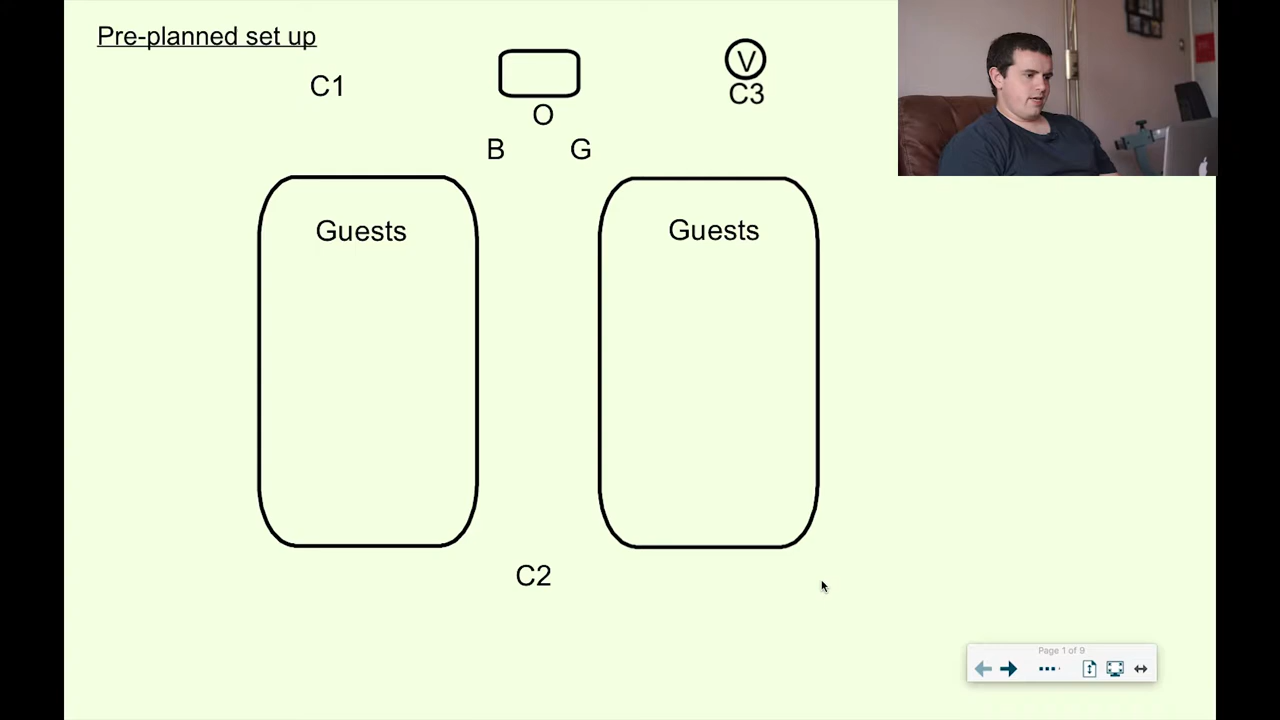 Pre-planned set up
C1
V
C3
O
B G
Guests Guests
C2
Page 1 of 9